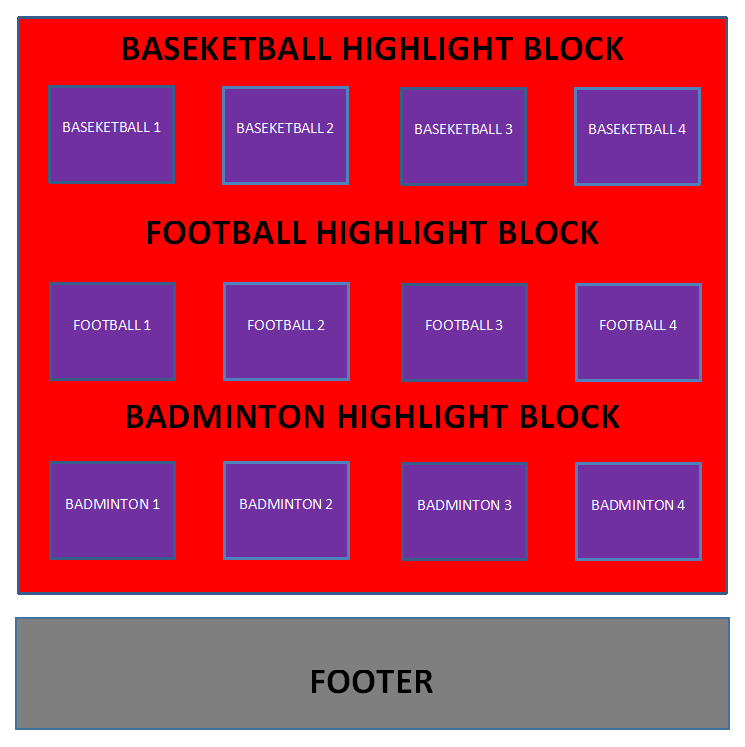 BASEKETBALL HIGHLIGHT BLOCK
BASEKETBALL 1
BASEKETBALL 2
BASEKETBALL 3
BASEKETBALL 4
FOOTBALL HIGHLIGHT BLOCK
FOOTBALL 1
FOOTBALL 2
FOOTBALL 3
FOOTBALL 4
BADMINTON HIGHLIGHT BLOCK
BADMINTON 1
BADMINTON 2
BADMINTON 3
BADMINTON 4
FOOTER